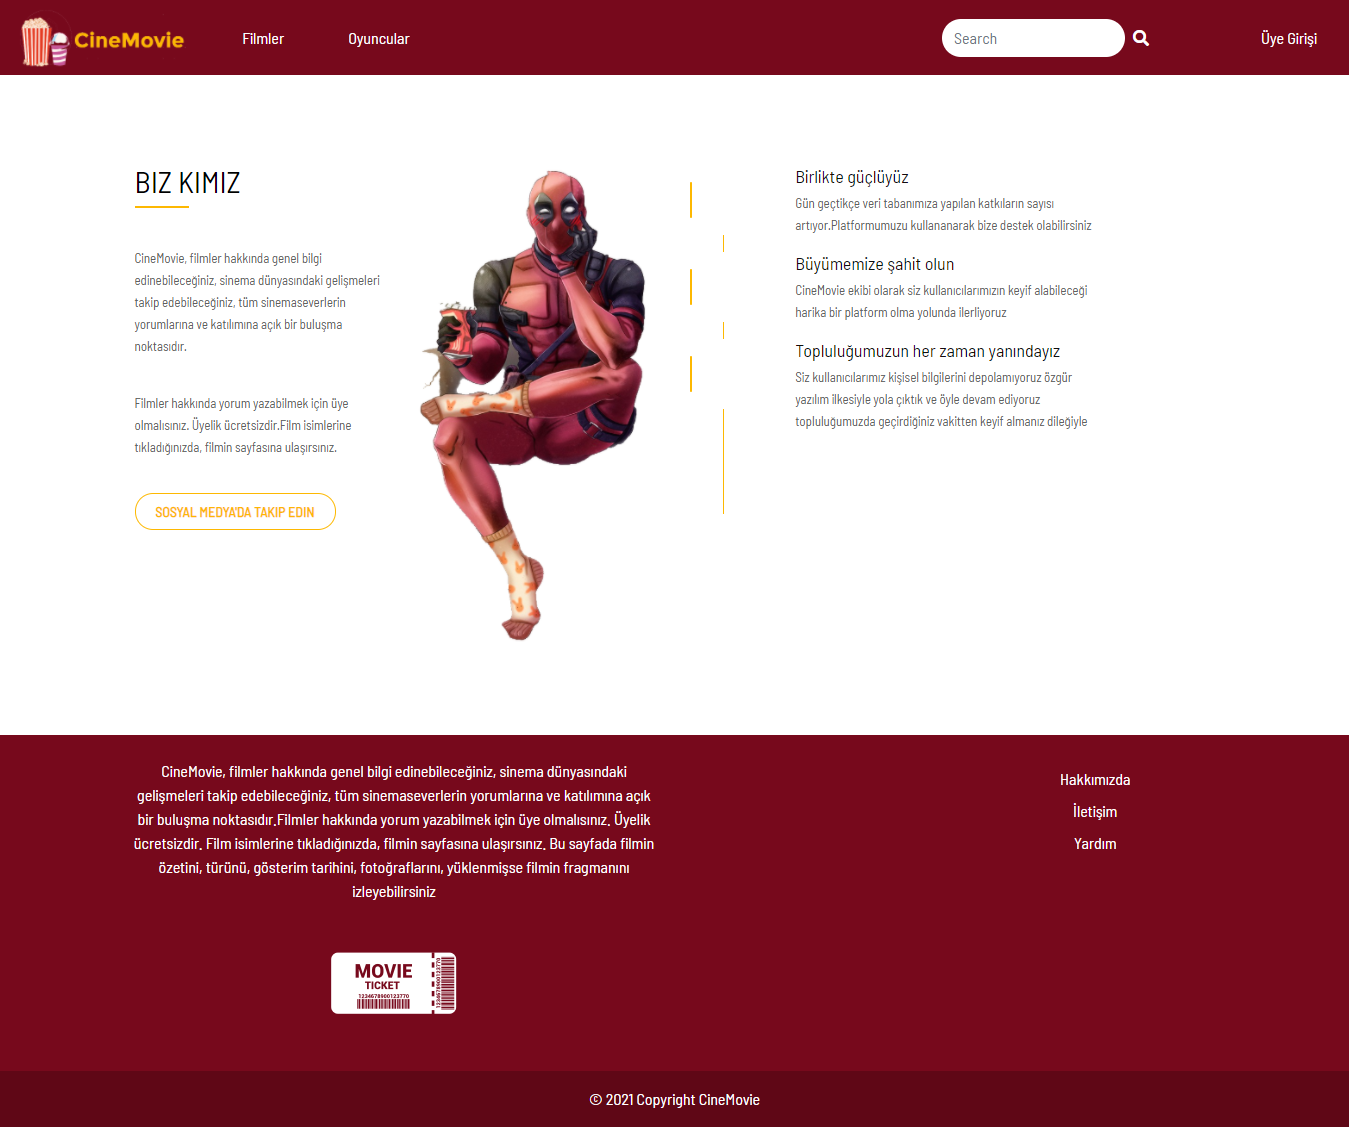 CineMovie
Filmler
Oyuncular
Search
Üye Girişi
BIZ KIMIZ
CineMovie, filmler hakkında genel bilgi
edinebileceğiniz, sinema dünyasındaki gelişmeleri
takip edebileceğiniz, tüm sinemaseverlerin
yorumlarına ve katılımına açık bir buluşma
noktasıdır.
Filmler hakkında yorum yazabilmek için üye
olmalısınız. Üyelik ücretsizdir.Film isimlerine
tıkladığınızda, filmin sayfasına ulaşırsınız.
SOSYAL MEDYA'DA TAKIP EDIN
Birlikte güçlüyüz
Gün geçtikçe veri tabanımıza yapılan katkıların sayısı
artıyor.Platformumuzu kullananarak bize destek olabilirsiniz
Büyümemize şahit olun
CineMovie ekibi olarak siz kullanıcılarımızın keyif alabileceği
harika bir platform olma yolunda ilerliyoruz
Topluluğumuzun her zaman yanındayız
Siz kullanıcılarımız kişisel bilgilerini depolamıyoruz özgür
yazılım ilkesiyle yola çıktık ve öyle devam ediyoruz
topluluğumuzda geçirdiğiniz vakitten keyif almanız dileğiyle
CineMovie, filmler hakkında genel bilgi edinebileceğiniz, sinema dünyasındaki
gelişmeleri takip edebileceğiniz, tüm sinemaseverlerin yorumlarına ve katılımına açık
bir buluşma noktasıdır.Filmler hakkında yorum yazabilmek için üye olmalısınız. Üyelik
ücretsizdir. Film isimlerine tıkladığınızda, filmin sayfasına ulaşırsınız. Bu sayfada filmin
özetini, türünü, gösterim tarihini, fotoğraflarını, yüklenmişse filmin fragmanını
izleyebilirsiniz
Hakkımızda
İletişim
Yardım
MOVIE
TICKET
1234678900123770
1234678900123770
© 2021 Copyright CineMovie